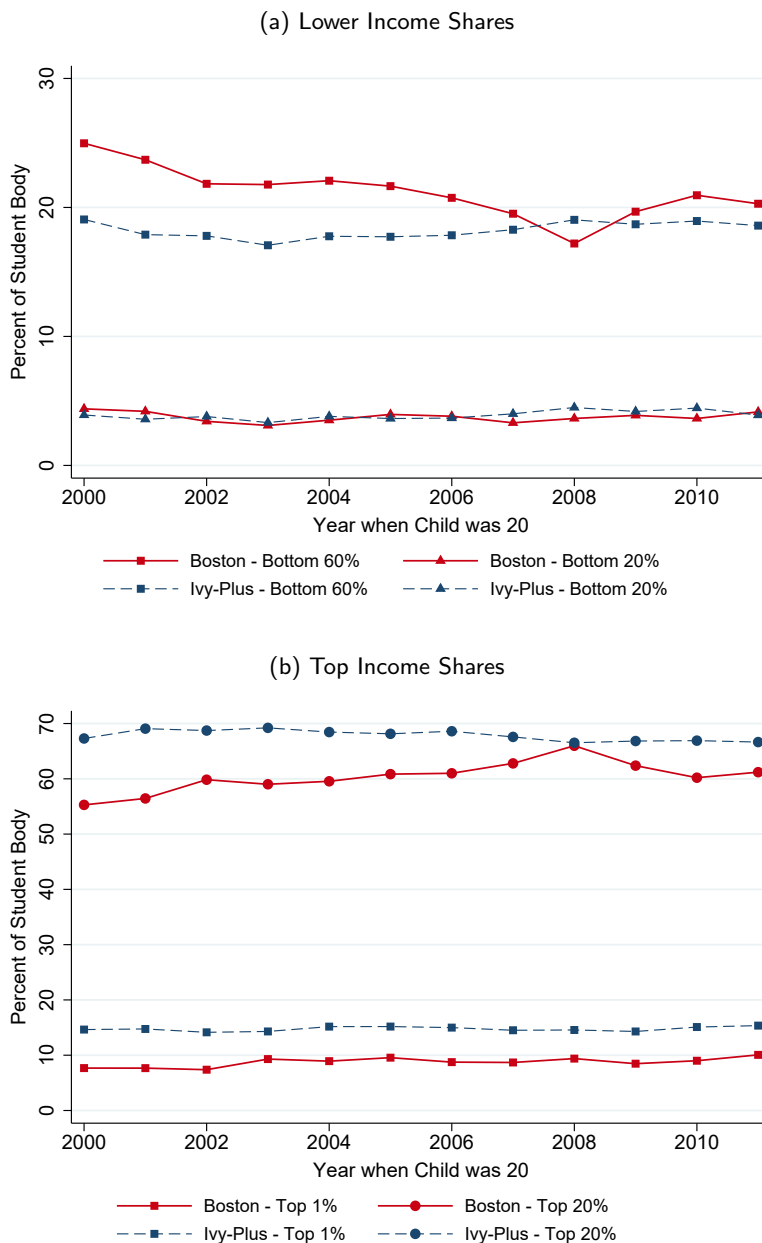 (a) Lower Income Shares
30
20
10
0
Percent of Student Body
2000 2002 2004 2006 2008 2010
Year when Child was 20
Boston - Bottom 60% Boston - Bottom 20%
Ivy-Plus - Bottom 60% Ivy-Plus - Bottom 20%
(b) Top Income Shares
70
60
50
40
30
20
10
0
Percent of Student Body
2000 2002 2004 2006 2008 2010
Year when Child was 20
Boston - Top 1% Boston - Top 20%
Ivy-Plus - Top 1% Ivy-Plus - Top 20%